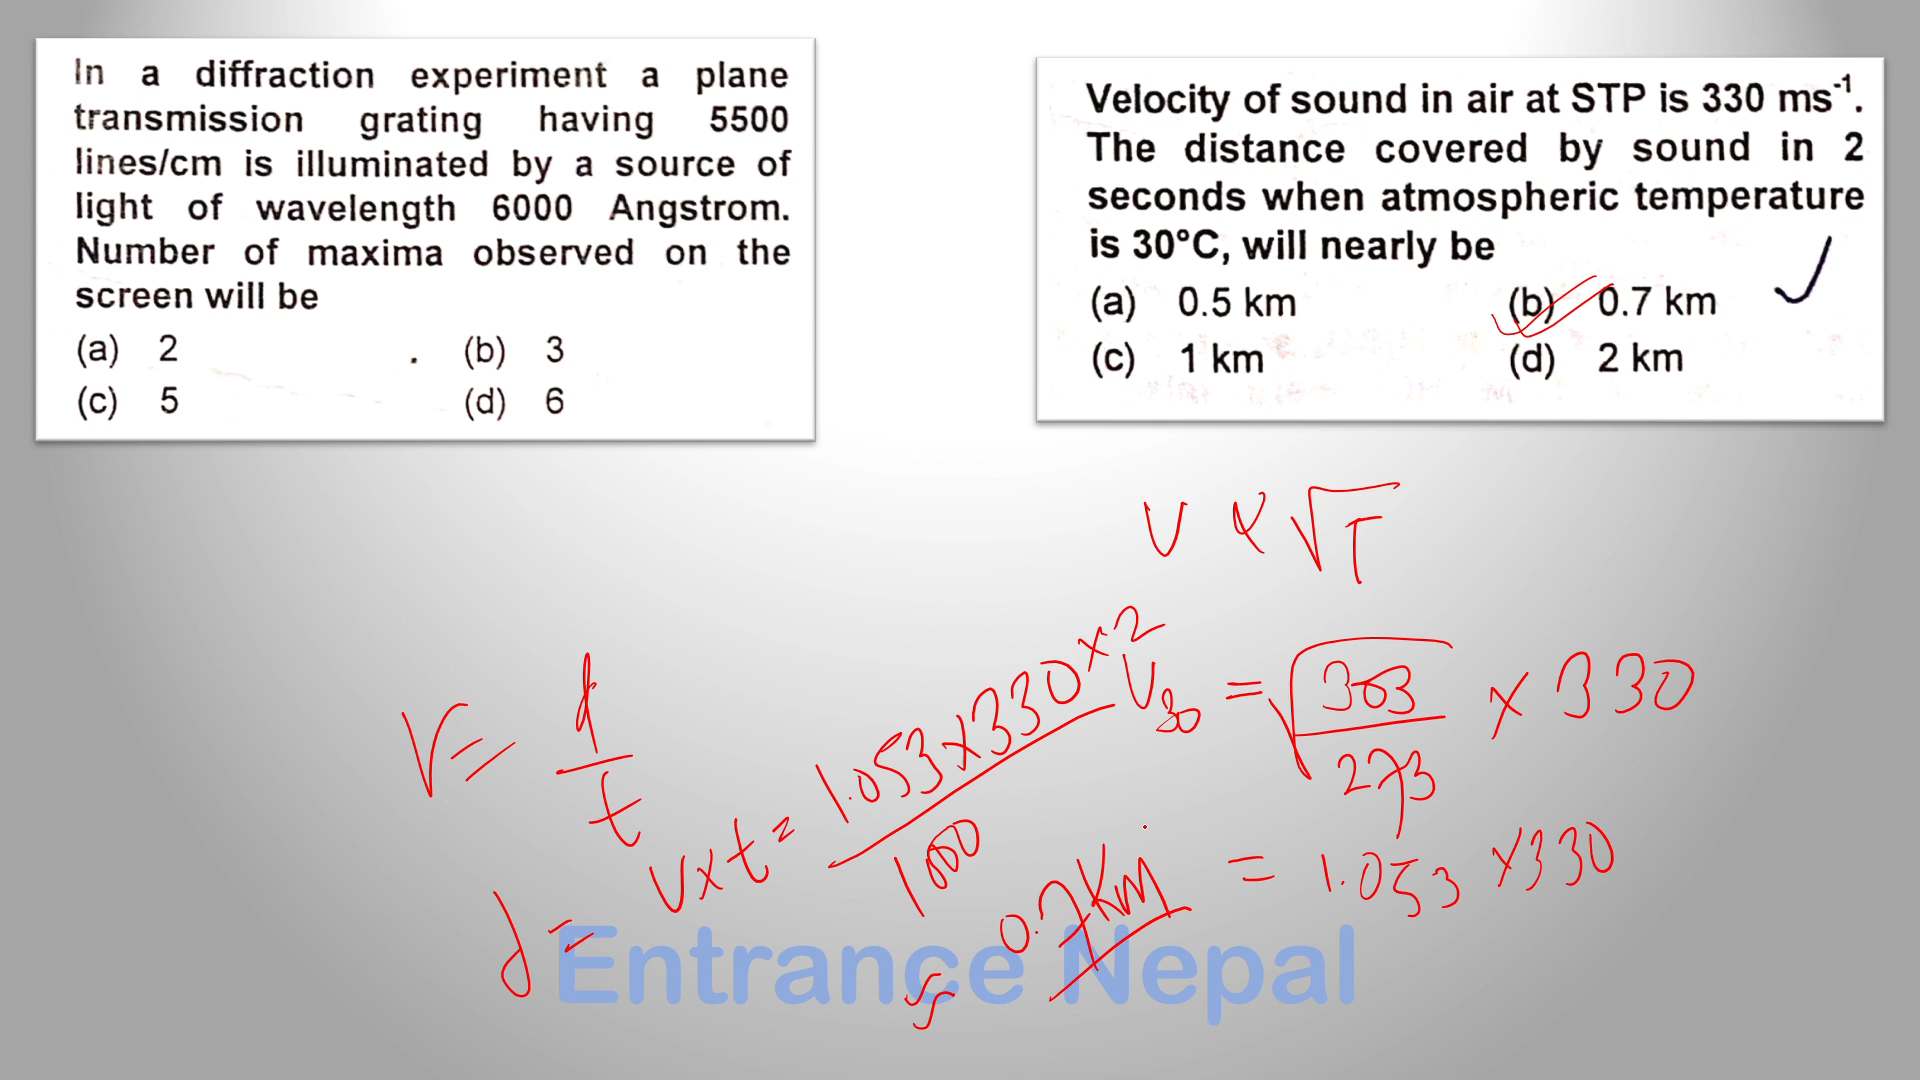 In a diffraction experiment a plane
transmission grating having 5500
lines/cm is illuminated by a source of
light of wavelength 6000 Angstrom.
Number of maxima observed on the
screen will be
(a) 2 (b) 3
(c) 5 (d) 6
Velocity of sound in air at STP is 330 ms⁻¹.
The distance covered by sound in 2
seconds when atmospheric temperature
is 30°C, will nearly be
(a) 0.5 km (b) 0.7 km
(c) 1 km (d) 2 km
V ∝ √T
V₃₀ = √(303/273) × 330
= 1.053 × 330
V = d/t
d = V × t = 1.053 × 330 × 2 / 1000
≈ 0.7 Km
Entrance Nepal